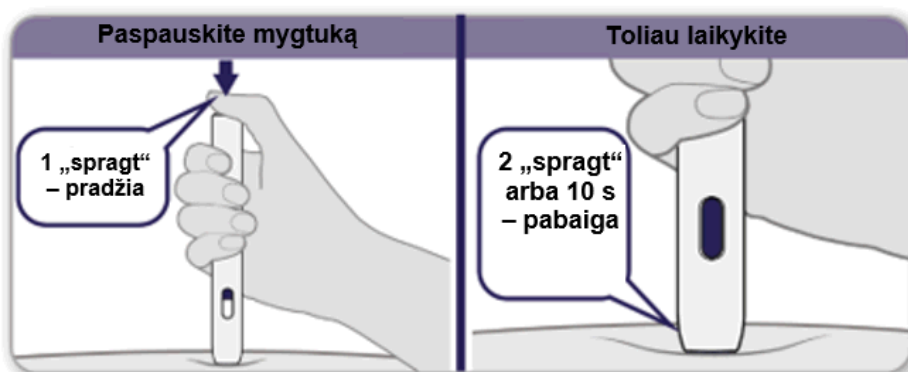 Paspauskite mygtuką
1 „spragt“
– pradžia
Toliau laikykite
2 „spragt“
arba 10 s
– pabaiga